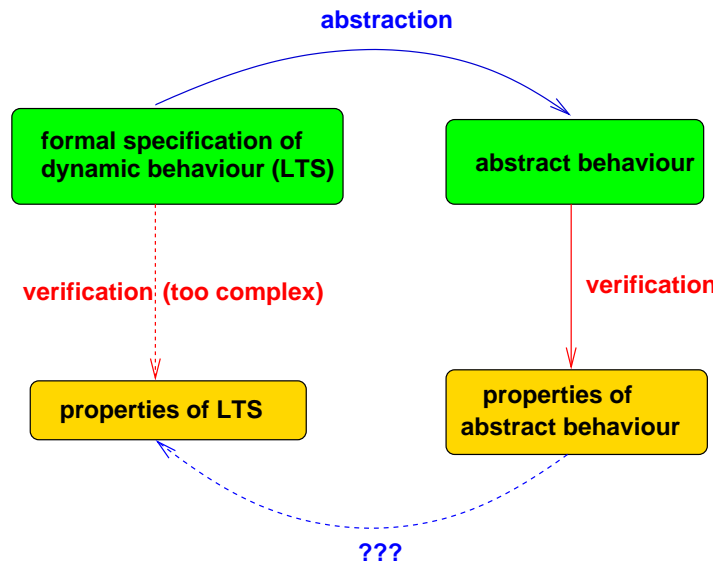 abstraction
formal specification of
dynamic behaviour (LTS)
abstract behaviour
verification (too complex)
verification
properties of LTS
properties of
abstract behaviour
???